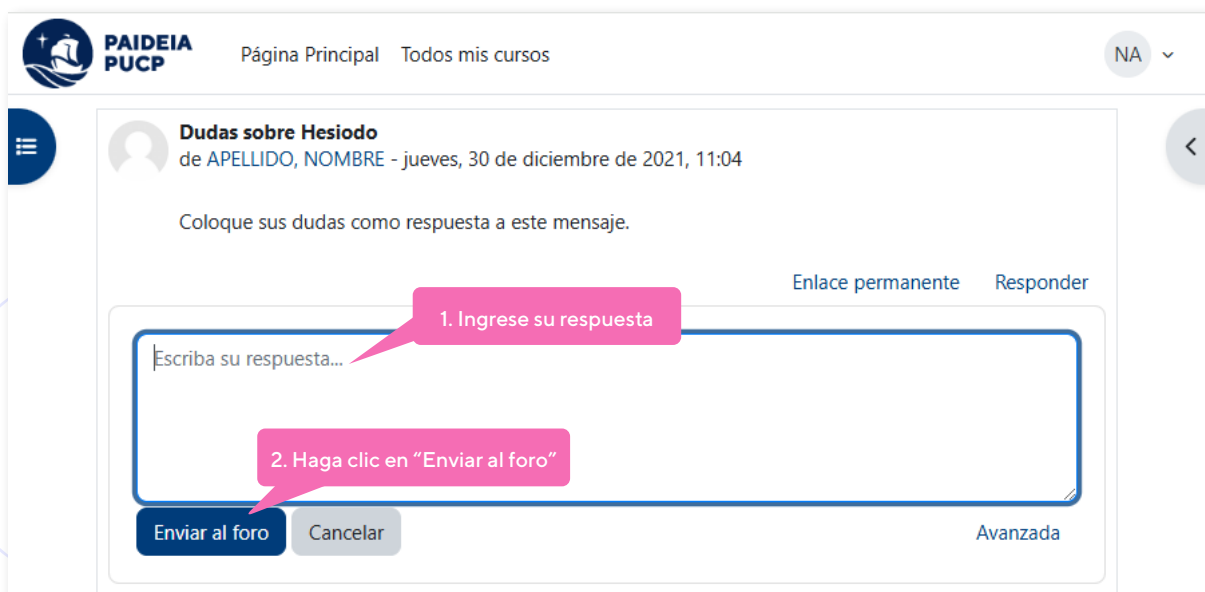 PAIDEIA
PUCP
Página Principal Todos mis cursos
NA
Dudas sobre Hesiodo
de APELLIDO, NOMBRE - jueves, 30 de diciembre de 2021, 11:04
Coloque sus dudas como respuesta a este mensaje.
Enlace permanente Responder
1. Ingrese su respuesta
Escriba su respuesta...
2. Haga clic en “Enviar al foro”
Enviar al foro Cancelar Avanzada